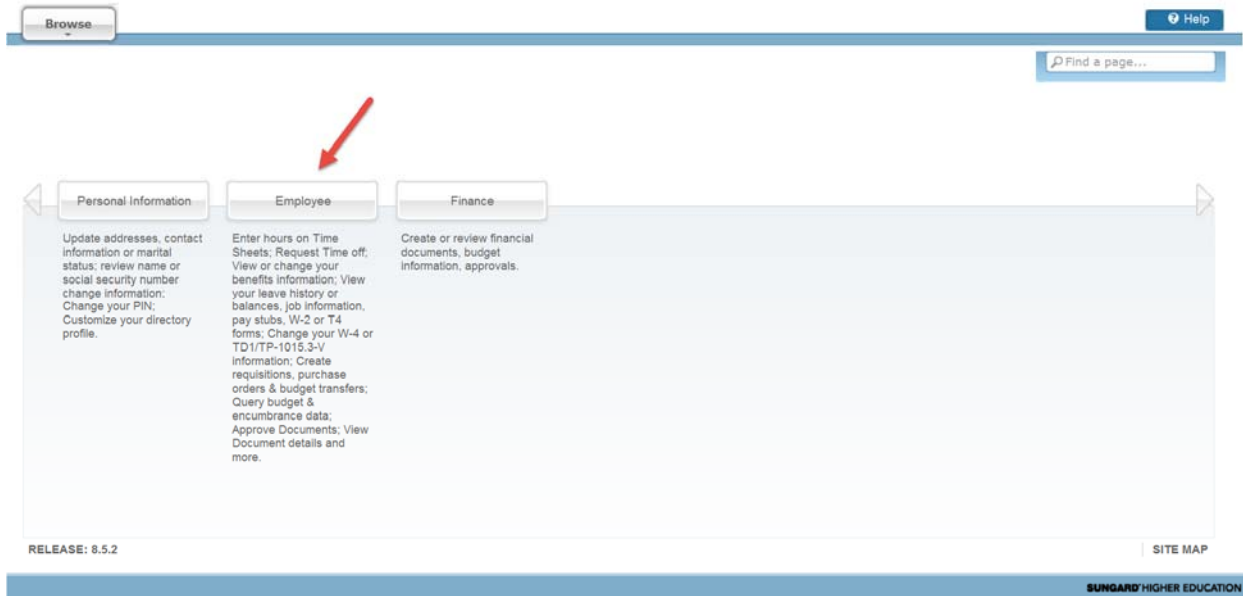 Browse
Help
Find a page...
Personal Information
Employee
Finance
Update addresses, contact
information or marital
status; review name or
social security number
change information;
Change your PIN;
Customize your directory
profile.
Enter hours on Time
Sheets; Request Time off;
View or change your
benefits information; View
your leave history or
balances, job information,
pay stubs, W-2 or T4
forms; Change your W-4 or
TD1/TP-1015.3-V
information; Create
requisitions, purchase
orders & budget transfers;
Query budget &
encumbrance data;
Approve Documents; View
Document details and
more.
Create or review financial
documents, budget
information, approvals.
RELEASE: 8.5.2
SITE MAP
SUNGARD® HIGHER EDUCATION